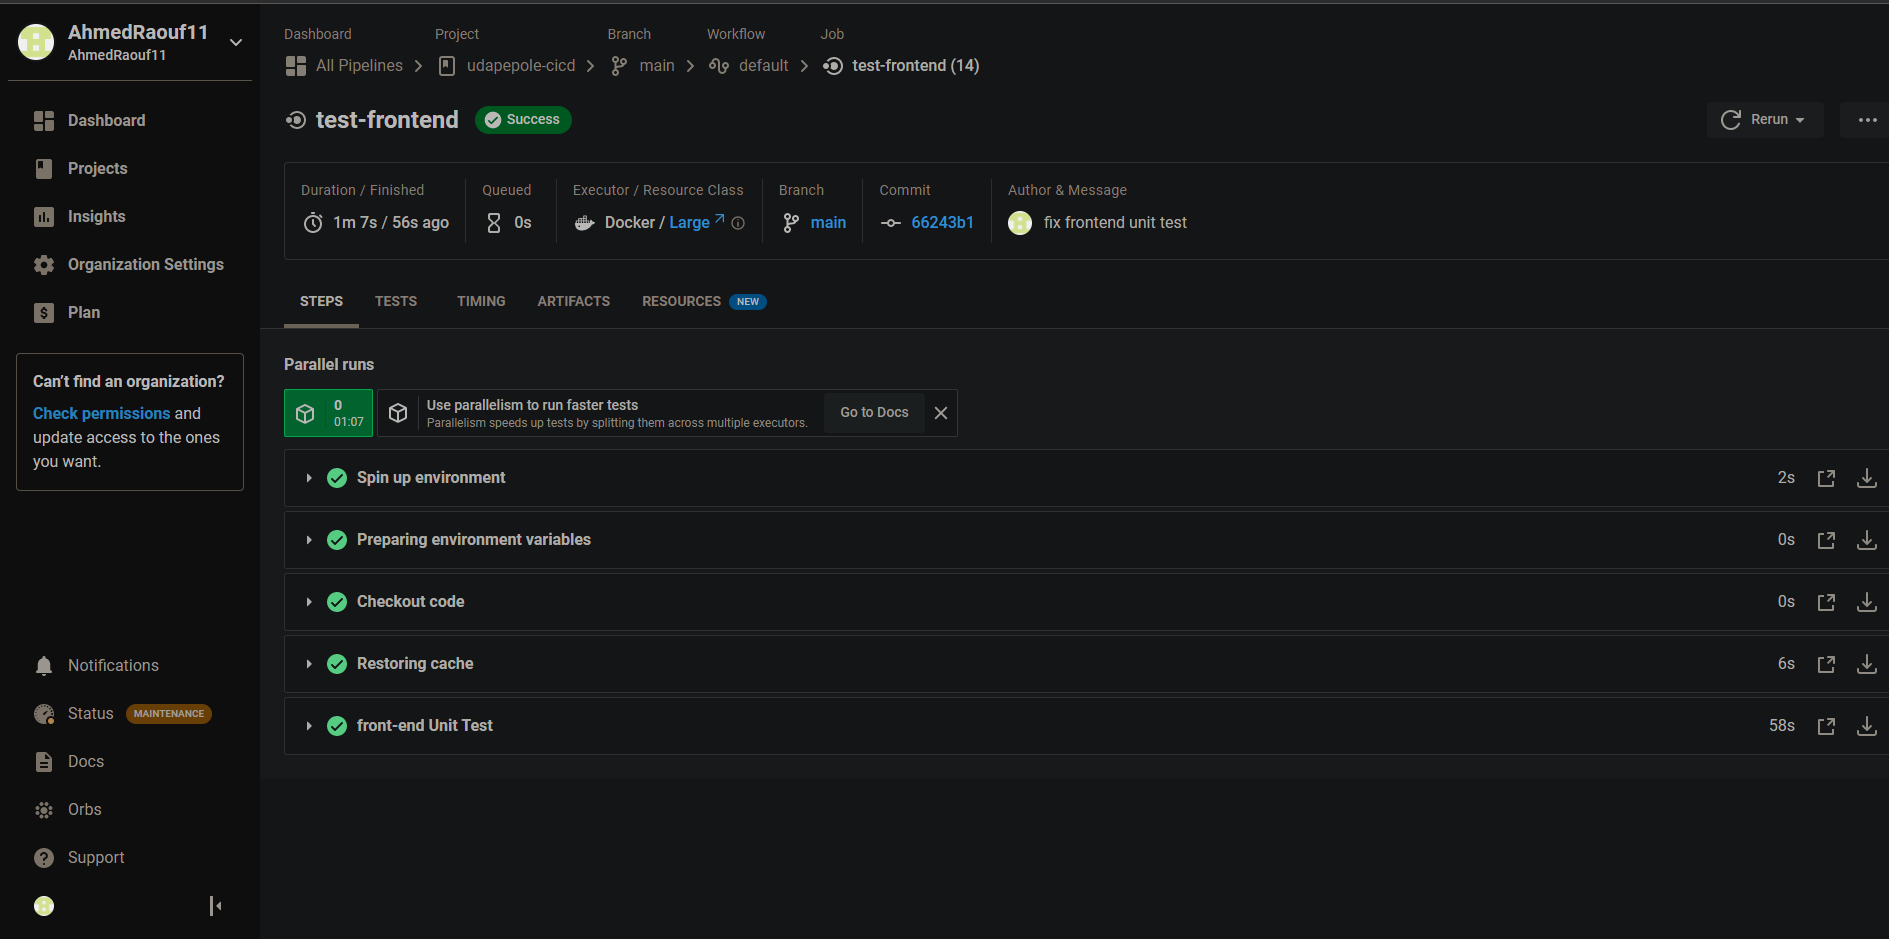 AhmedRaouf11
AhmedRaouf11
Dashboard
Projects
Insights
Organization Settings
Plan
Can't find an organization?
Check permissions and
update access to the ones
you want.
Notifications
Status MAINTENANCE
Docs
Orbs
Support
Dashboard Project Branch Workflow Job
All Pipelines udapepole-cicd main default test-frontend (14)
test-frontend Success
Rerun
Duration / Finished Queued Executor / Resource Class Branch Commit Author & Message
1m 7s / 56s ago 0s Docker / Large main 66243b1 fix frontend unit test
STEPS TESTS TIMING ARTIFACTS RESOURCES NEW
Parallel runs
0
01:07
Use parallelism to run faster tests
Parallelism speeds up tests by splitting them across multiple executors.
Go to Docs
Spin up environment 2s
Preparing environment variables 0s
Checkout code 0s
Restoring cache 6s
front-end Unit Test 58s